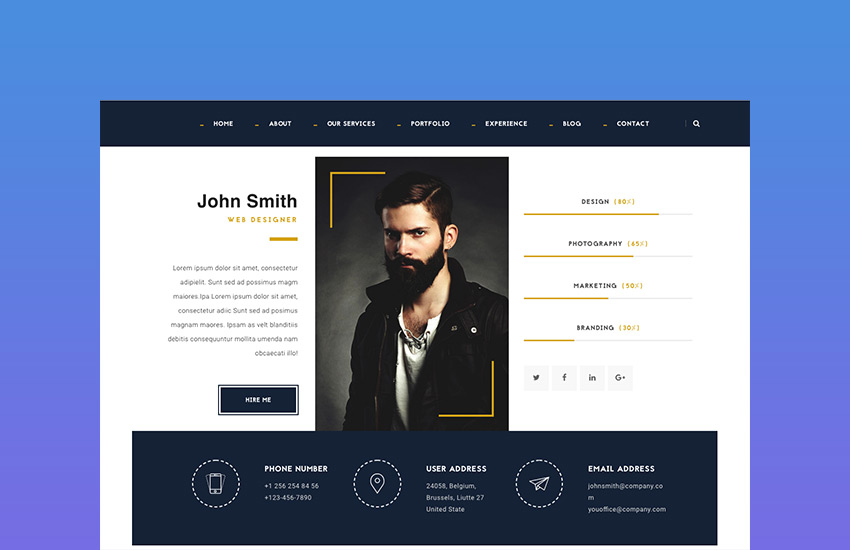 HOME ABOUT OUR SERVICES PORTFOLIO EXPERIENCE BLOG CONTACT
John Smith
WEB DESIGNER
Lorem ipsum dolor sit amet, consectetur
adipielit. Sunt sed ad possimus magm
maiores.Ipa Lorem ipsum dolor sit amet,
consectetur adiic Sunt sed ad possimus
magnam maores. Ipsam as velt blanditiis
debitis consequuntur mollita umenda nam
obcaecati illo!
HIRE ME
DESIGN (80%)
PHOTOGRAPHY (65%)
MARKETING (50%)
BRANDING (30%)
f
in
G+
PHONE NUMBER
+1 256 254 84 56
+123-456-7890
USER ADDRESS
24058, Belgium,
Brussels, Liutte 27
United State
EMAIL ADDRESS
johnsmith@company.co
m
youoffice@company.com